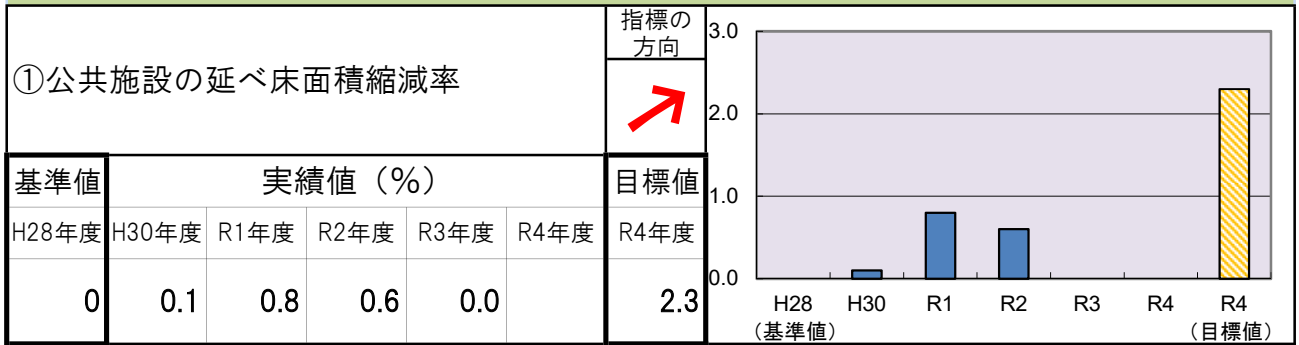 ①公共施設の延べ床面積縮減率
指標の
方向
基準値 実績値（%） 目標値
H28年度 H30年度 R1年度 R2年度 R3年度 R4年度 R4年度
0 0.1 0.8 0.6 0.0 2.3
3.0
2.0
1.0
0.0
H28 H30 R1 R2 R3 R4 R4
（基準値） （目標値）